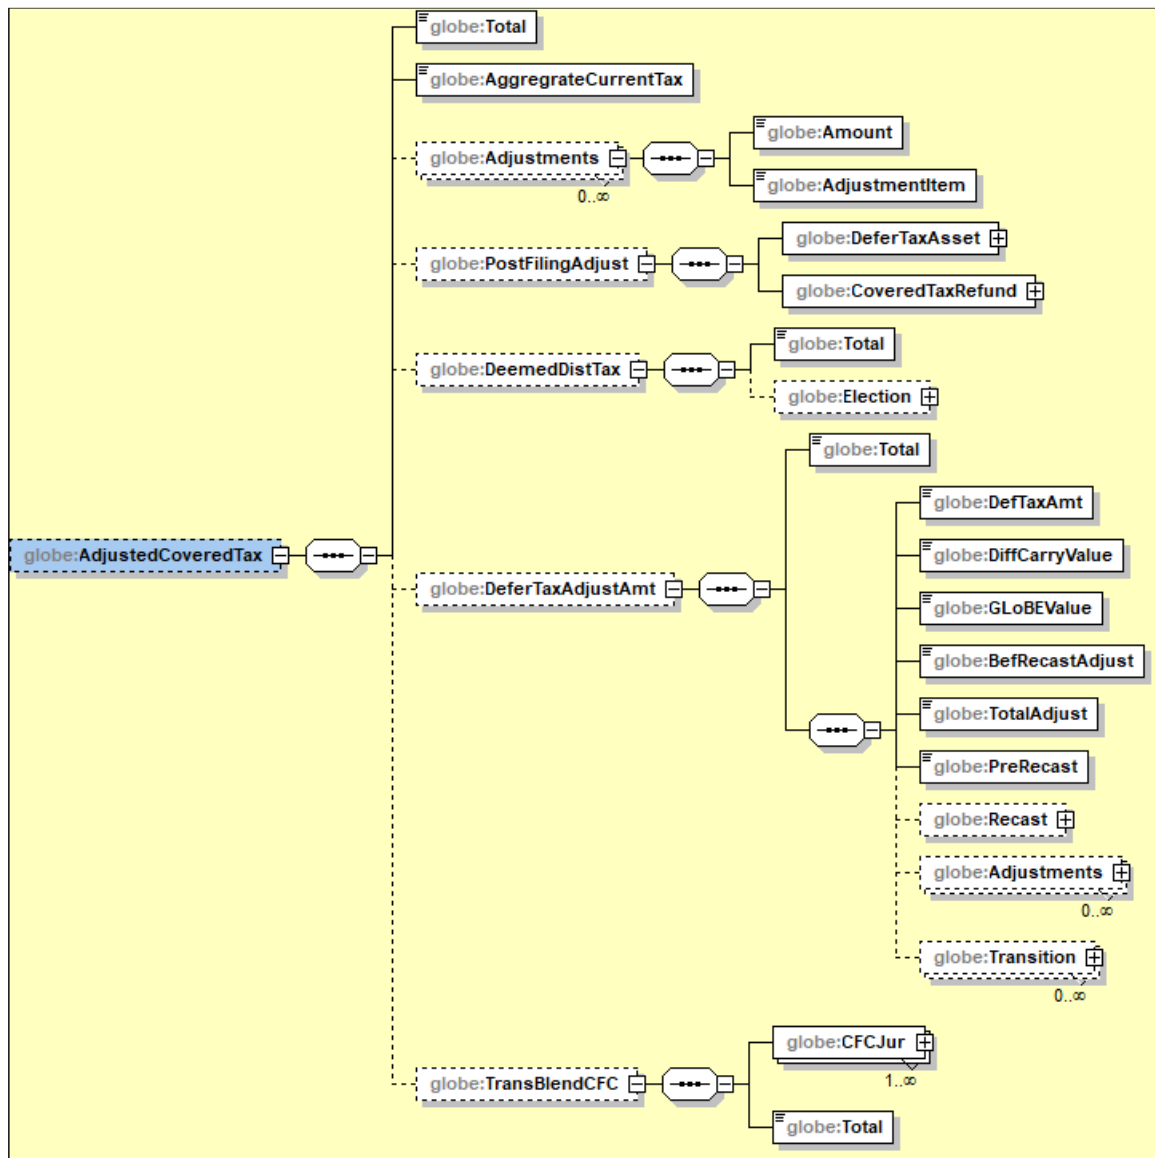 globe:Total
globe:AggregrateCurrentTax
globe:Adjustments
0..∞
globe:Amount
globe:AdjustmentItem
globe:PostFilingAdjust
globe:DeferTaxAsset
globe:CoveredTaxRefund
globe:DeemedDistTax
globe:Total
globe:Election
globe:AdjustedCoveredTax
globe:DeferTaxAdjustAmt
globe:Total
globe:DefTaxAmt
globe:DiffCarryValue
globe:GLoBEValue
globe:BefRecastAdjust
globe:TotalAdjust
globe:PreRecast
globe:Recast
globe:Adjustments
0..∞
globe:Transition
0..∞
globe:TransBlendCFC
globe:CFCJur
1..∞
globe:Total